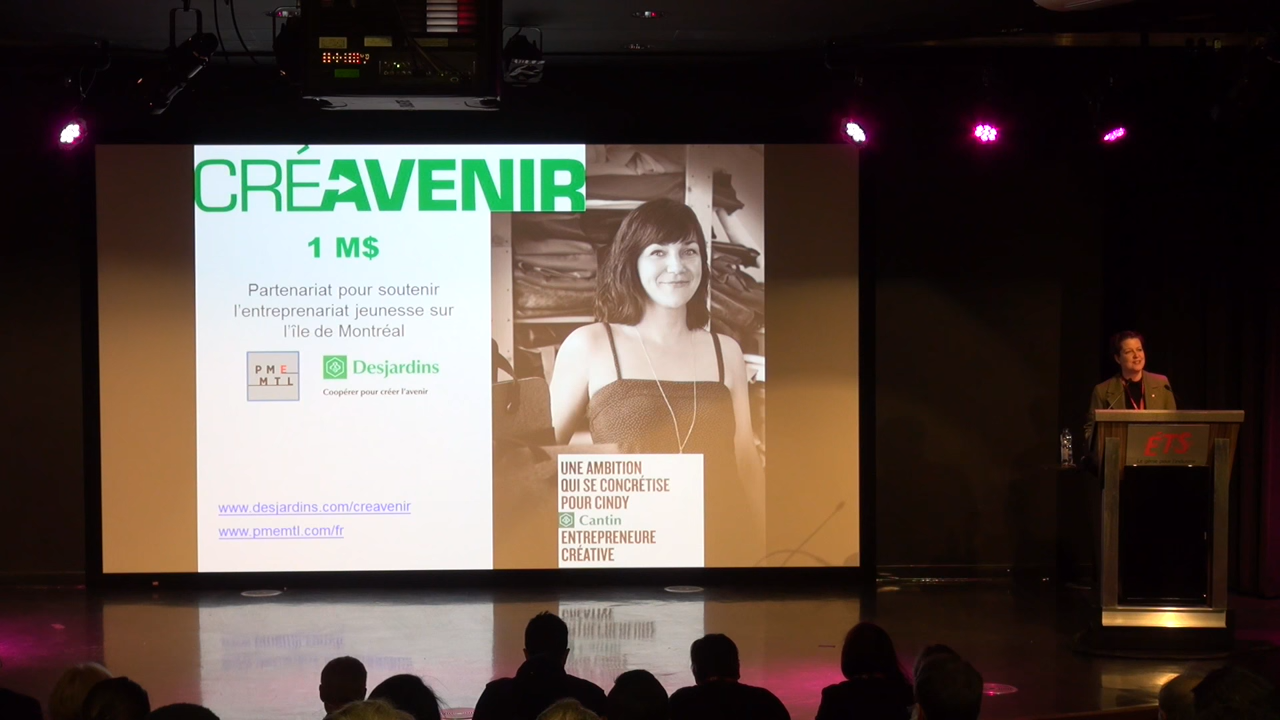 CRÉAVENIR
1 M$
Partenariat pour soutenir
l'entreprenariat jeunesse sur
l'île de Montréal
PME
MTL
Desjardins
Coopérer pour créer l'avenir
www.desjardins.com/creavenir
www.pmemtl.com/fr
UNE AMBITION
QUI SE CONCRÉTISE
POUR CINDY
Cantin
ENTREPRENEURE
CRÉATIVE
ETS